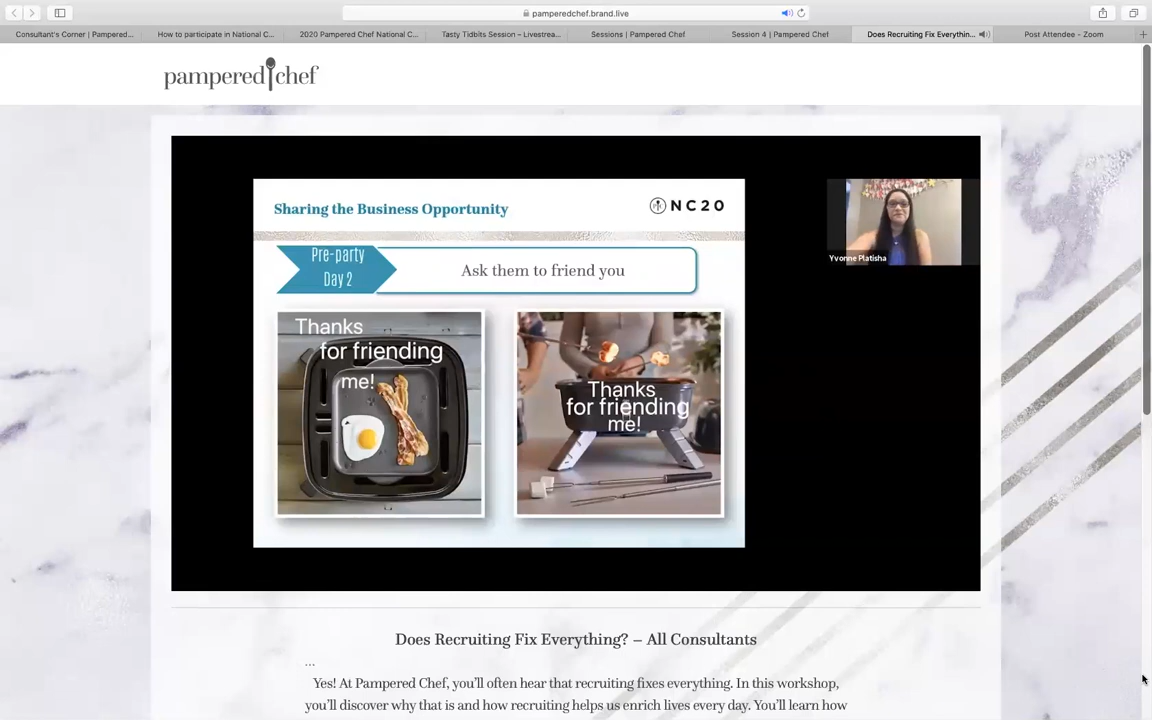 pamperedchef.brand.live
Consultant's Corner | Pampered...
How to participate in National C...
2020 Pampered Chef National C...
Tasty Tidbits Session – Livestrea...
Sessions | Pampered Chef
Session 4 | Pampered Chef
Does Recruiting Fix Everythin...
Post Attendee - Zoom
pampered chef
Sharing the Business Opportunity
NC20
Pre-party
Day 2
Ask them to friend you
Thanks
for friending
me!
Thanks
for friending
me!
Yvonne Platisha
Does Recruiting Fix Everything? – All Consultants
...
Yes! At Pampered Chef, you'll often hear that recruiting fixes everything. In this workshop,
you'll discover why that is and how recruiting helps us enrich lives every day. You'll learn how